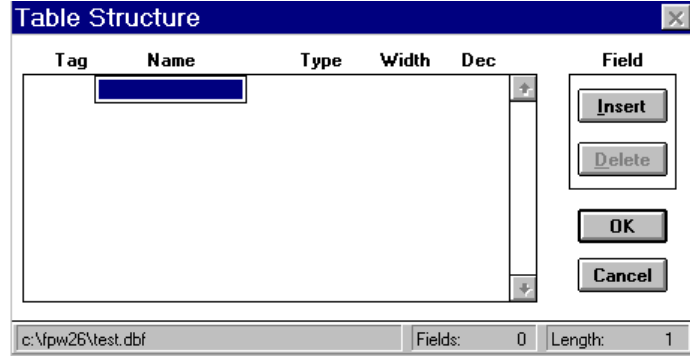 Table Structure
Tag Name Type Width Dec Field
Insert
Delete
OK
Cancel
c:\fpw26\test.dbf Fields: 0 Length: 1